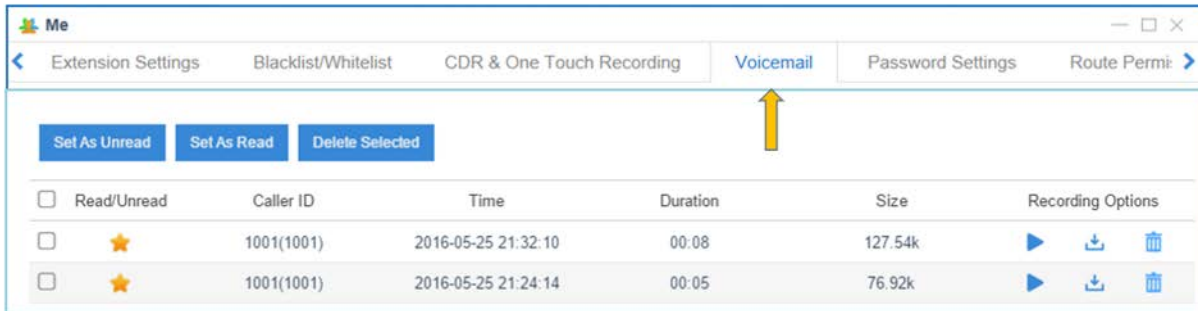 Me
Extension Settings Blacklist/Whitelist CDR & One Touch Recording Voicemail Password Settings Route Permi
Set As Unread Set As Read Delete Selected
Read/Unread Caller ID Time Duration Size Recording Options
1001(1001) 2016-05-25 21:32:10 00:08 127.54k
1001(1001) 2016-05-25 21:24:14 00:05 76.92k